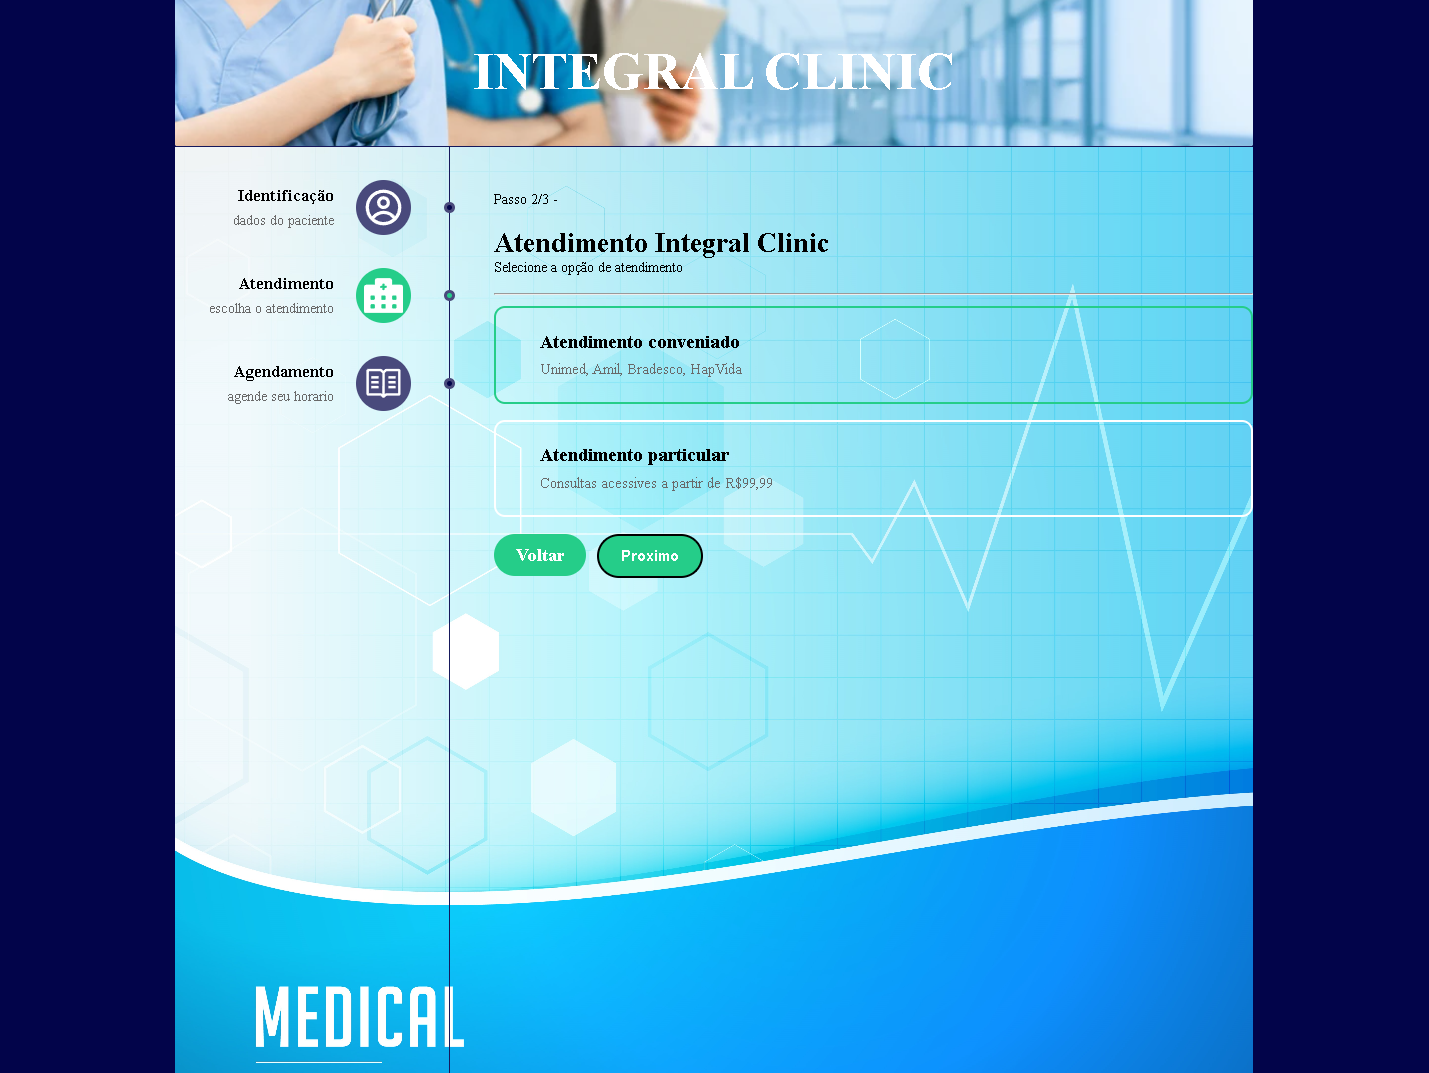 INTEGRAL CLINIC
Identificação
dados do paciente
Atendimento
escolha o atendimento
Agendamento
agende seu horario
Passo 2/3 -
Atendimento Integral Clinic
Selecione a opção de atendimento
Atendimento conveniado
Unimed, Amil, Bradesco, HapVida
Atendimento particular
Consultas acessives a partir de R$99,99
Voltar
Proximo
MEDICAL